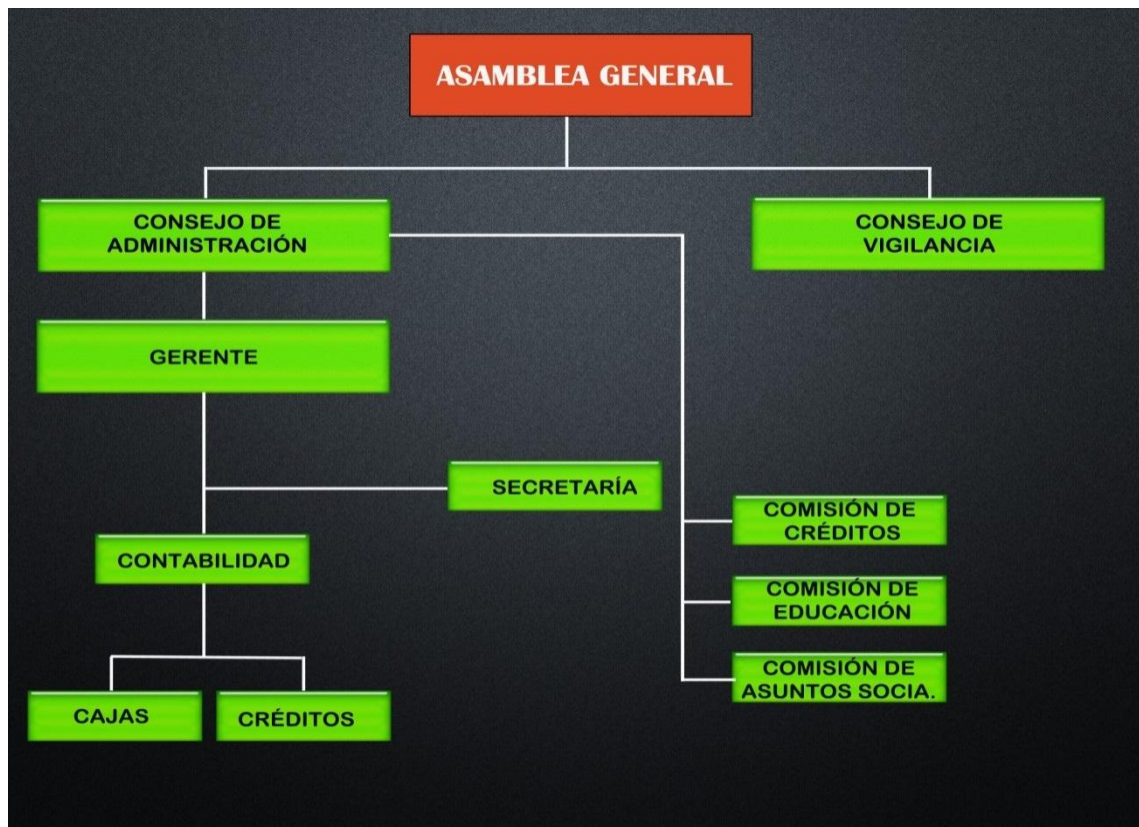 ASAMBLEA GENERAL
CONSEJO DE
ADMINISTRACIÓN
CONSEJO DE
VIGILANCIA
GERENTE
SECRETARÍA
COMISIÓN DE
CRÉDITOS
CONTABILIDAD
COMISIÓN DE
EDUCACIÓN
COMISIÓN DE
ASUNTOS SOCIA.
CAJAS
CRÉDITOS